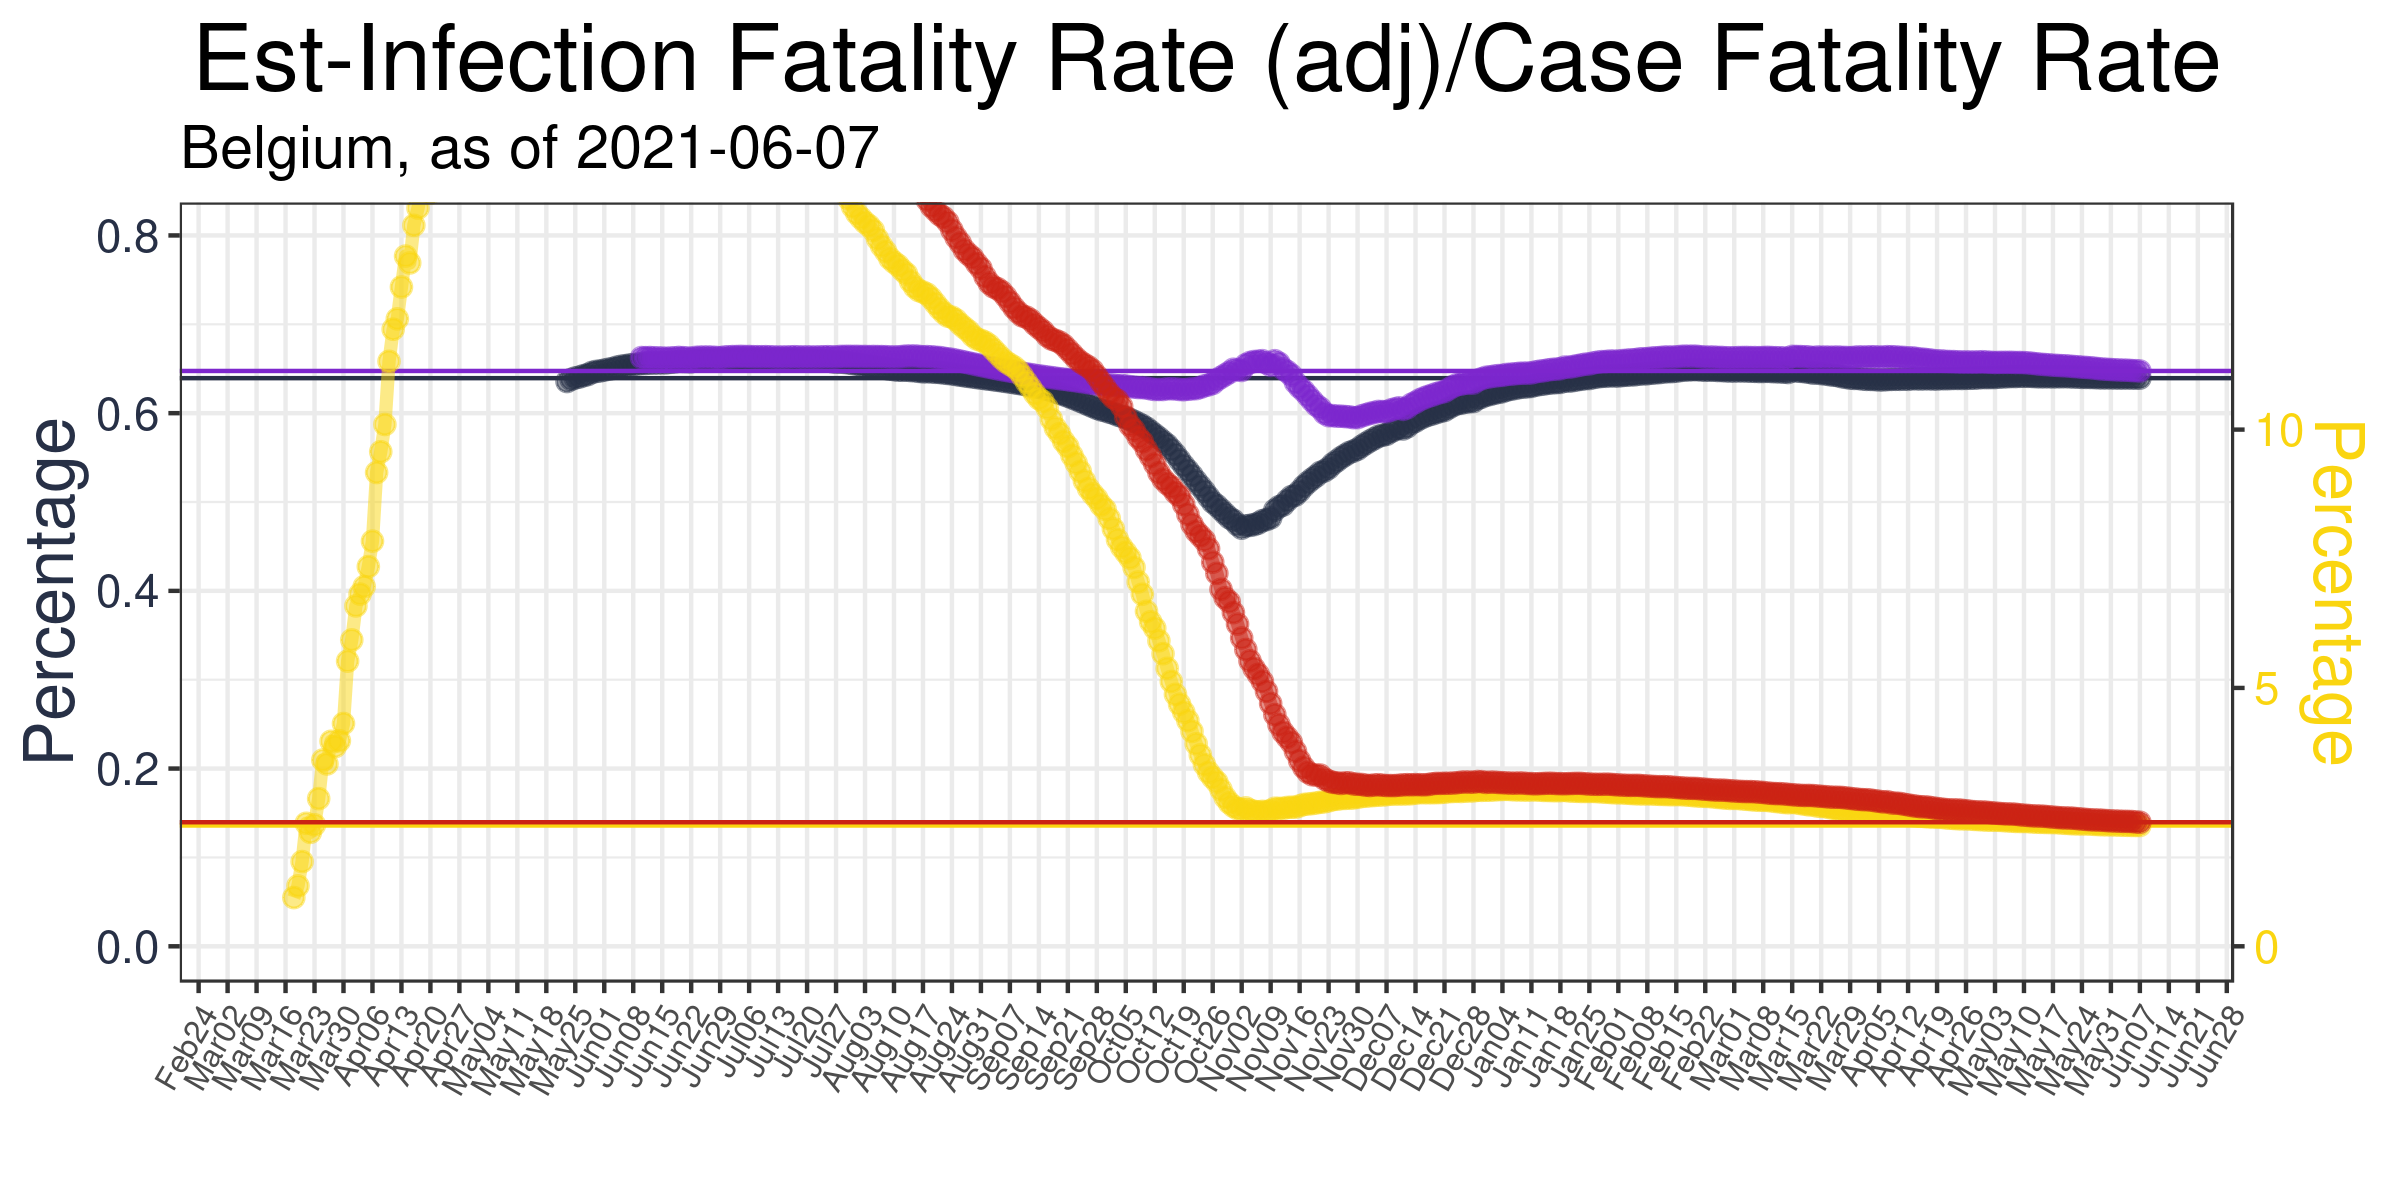 Est-Infection Fatality Rate (adj)/Case Fatality Rate
Belgium, as of 2021-06-07
Percentage
0.8
0.6
0.4
0.2
0.0
10
5
0
Percentage
Feb24
Mar02
Mar09
Mar16
Mar23
Mar30
Apr06
Apr13
Apr20
Apr27
May04
May11
May18
May25
Jun01
Jun08
Jun15
Jun22
Jun29
Jul06
Jul13
Jul20
Jul27
Aug03
Aug10
Aug17
Aug24
Aug31
Sep07
Sep14
Sep21
Sep28
Oct05
Oct12
Oct19
Oct26
Nov02
Nov09
Nov16
Nov23
Nov30
Dec07
Dec14
Dec21
Dec28
Jan04
Jan11
Jan18
Jan25
Feb01
Feb08
Feb15
Feb22
Mar01
Mar08
Mar15
Mar22
Mar29
Apr05
Apr12
Apr19
Apr26
May03
May10
May17
May24
May31
Jun07
Jun14
Jun21
Jun28